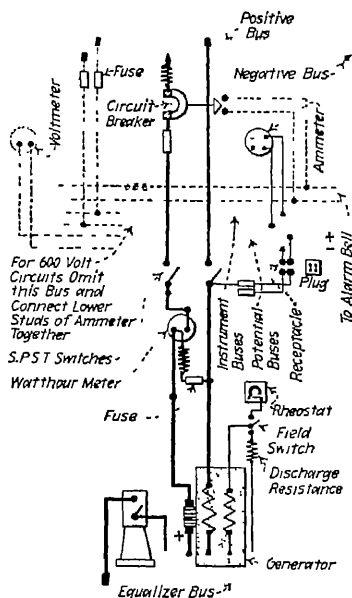 Positive
Bus
Fuse
Negative Bus
Circuit
Breaker
Voltmeter
Ammeter
For 600 Volt
Circuits Omit
this Bus and
Connect Lower
Studs of Ammeter
Together
S.P.S T Switches
Watthour Meter
Instrument
Buses
Potential
Buses
Receptacle
Plug
- +
To Alarm Bell
Fuse
Rheostat
Field
Switch
Discharge
Resistance
+
Generator
Equalizer Bus